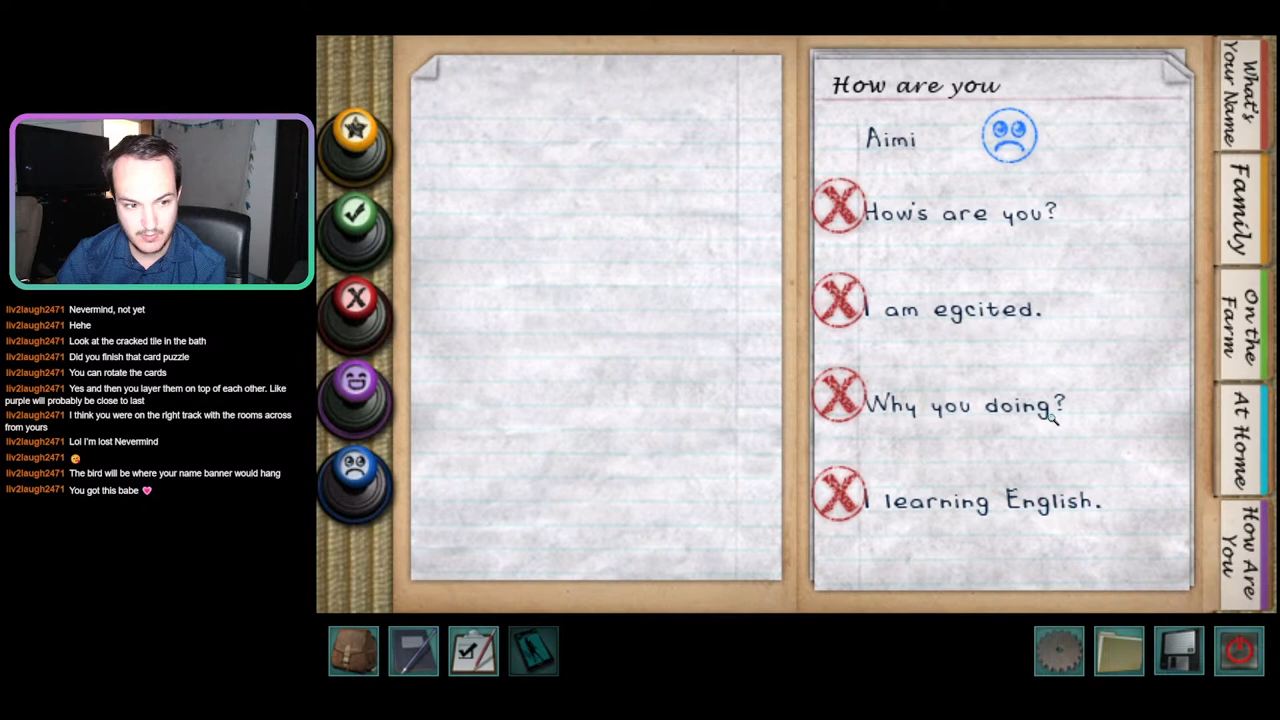 liv2laugh2471 Nevermind, not yet
liv2laugh2471 Hehe
liv2laugh2471 Look at the cracked tile in the bath
liv2laugh2471 Did you finish that card puzzle
liv2laugh2471 You can rotate the cards
liv2laugh2471 Yes and then you layer them on top of each other. Like
purple will probably be close to last
liv2laugh2471 I think you were on the right track with the rooms across
from yours
liv2laugh2471 Lol I'm lost Nevermind
liv2laugh2471 😘
liv2laugh2471 The bird will be where your name banner would hang
liv2laugh2471 You got this babe 💗
How are you
Aimi
How's are you?
I am egcited.
Why you doing?
I learning English.
What's
Your Name
Family
On the
Farm
At Home
How Are
You